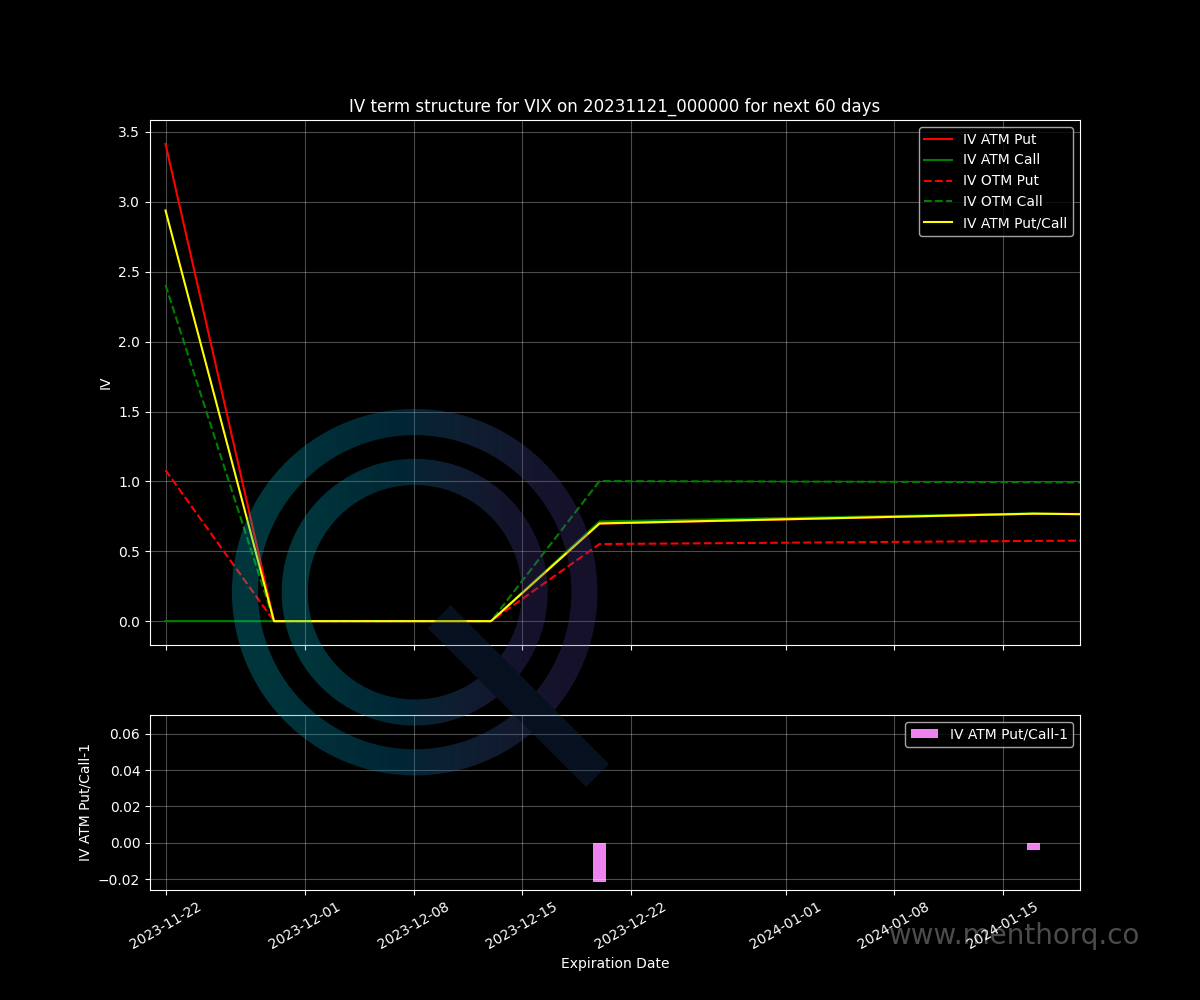 IV term structure for VIX on 20231121_000000 for next 60 days
3.5
3.0
2.5
2.0
1.5
1.0
0.5
0.0
IV
IV ATM Put
IV ATM Call
IV OTM Put
IV OTM Call
IV ATM Put/Call
0.06
0.04
0.02
0.00
−0.02
IV ATM Put/Call-1
IV ATM Put/Call-1
2023-11-22
2023-12-01
2023-12-08
2023-12-15
2023-12-22
2024-01-01
2024-01-08
2024-01-15
www.menthorq.co
Expiration Date